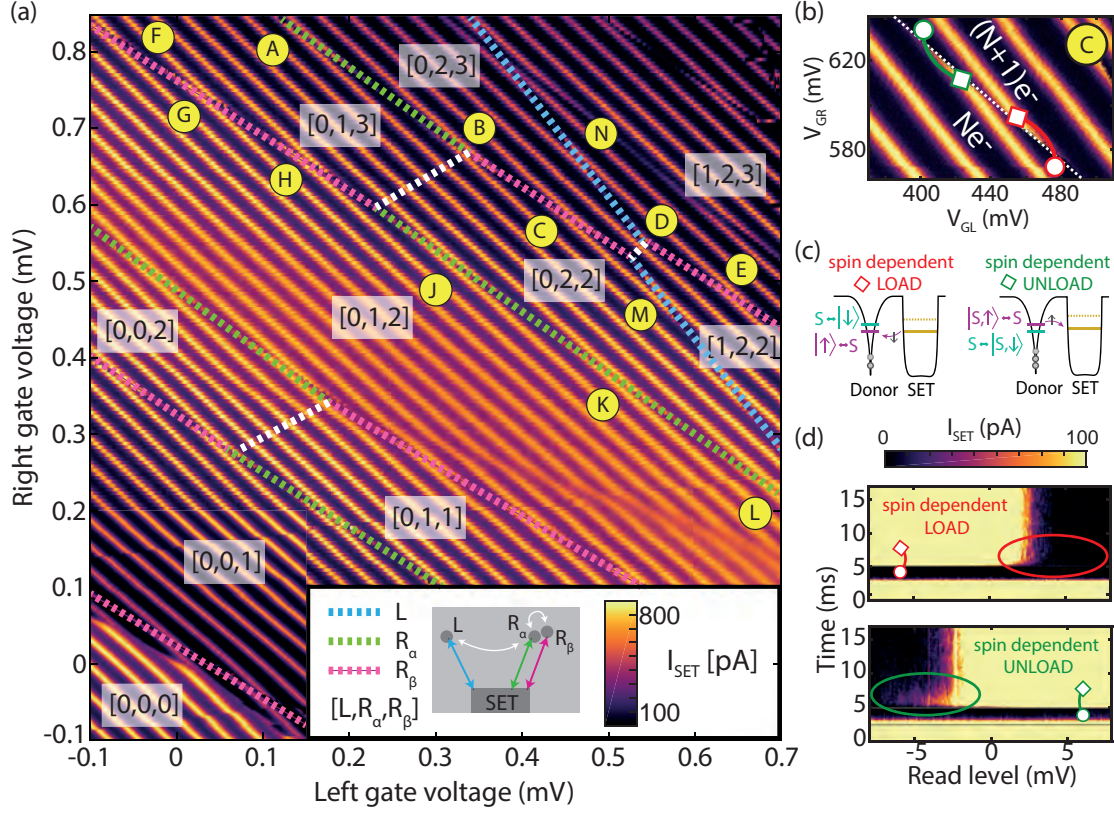 (a)
0.8
0.7
0.6
0.5
0.4
0.3
0.2
0.1
0
-0.1
Right gate voltage (mV)
-0.1
0
0.1
0.2
0.3
0.4
0.5
0.6
0.7
Left gate voltage (mV)
F
A
G
B
N
H
C
D
E
J
M
K
L
[0,2,3]
[0,1,3]
[1,2,3]
[0,2,2]
[0,0,2]
[0,1,2]
[1,2,2]
[0,1,1]
[0,0,1]
[0,0,0]
L
Rα
Rβ
[L,Rα,Rβ]
L
Rα
Rβ
SET
800
ISET [pA]
100
(b)
620
580
VGR (mV)
400
440
480
VGL (mV)
(N+1)e-
Ne-
C
(c)
spin dependent
LOAD
S↔|↓⟩
|↑⟩↔S
Donor
SET
spin dependent
UNLOAD
|S,↑⟩↔S
S↔|S,↓⟩
Donor
SET
ISET (pA)
0
100
(d)
15
10
5
0
spin dependent
LOAD
Time (ms)
15
10
5
0
spin dependent
UNLOAD
-5
0
5
Read level (mV)